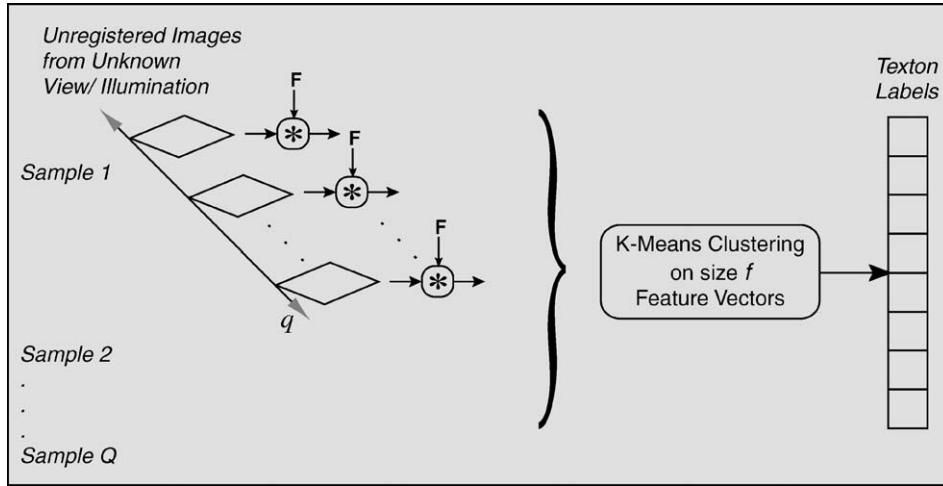 Unregistered Images
from Unknown
View/ Illumination
Texton
Labels
F
*
F
*
Sample 1
F
*
K-Means Clustering
on size f
Feature Vectors
q
Sample 2
.
.
.
Sample Q